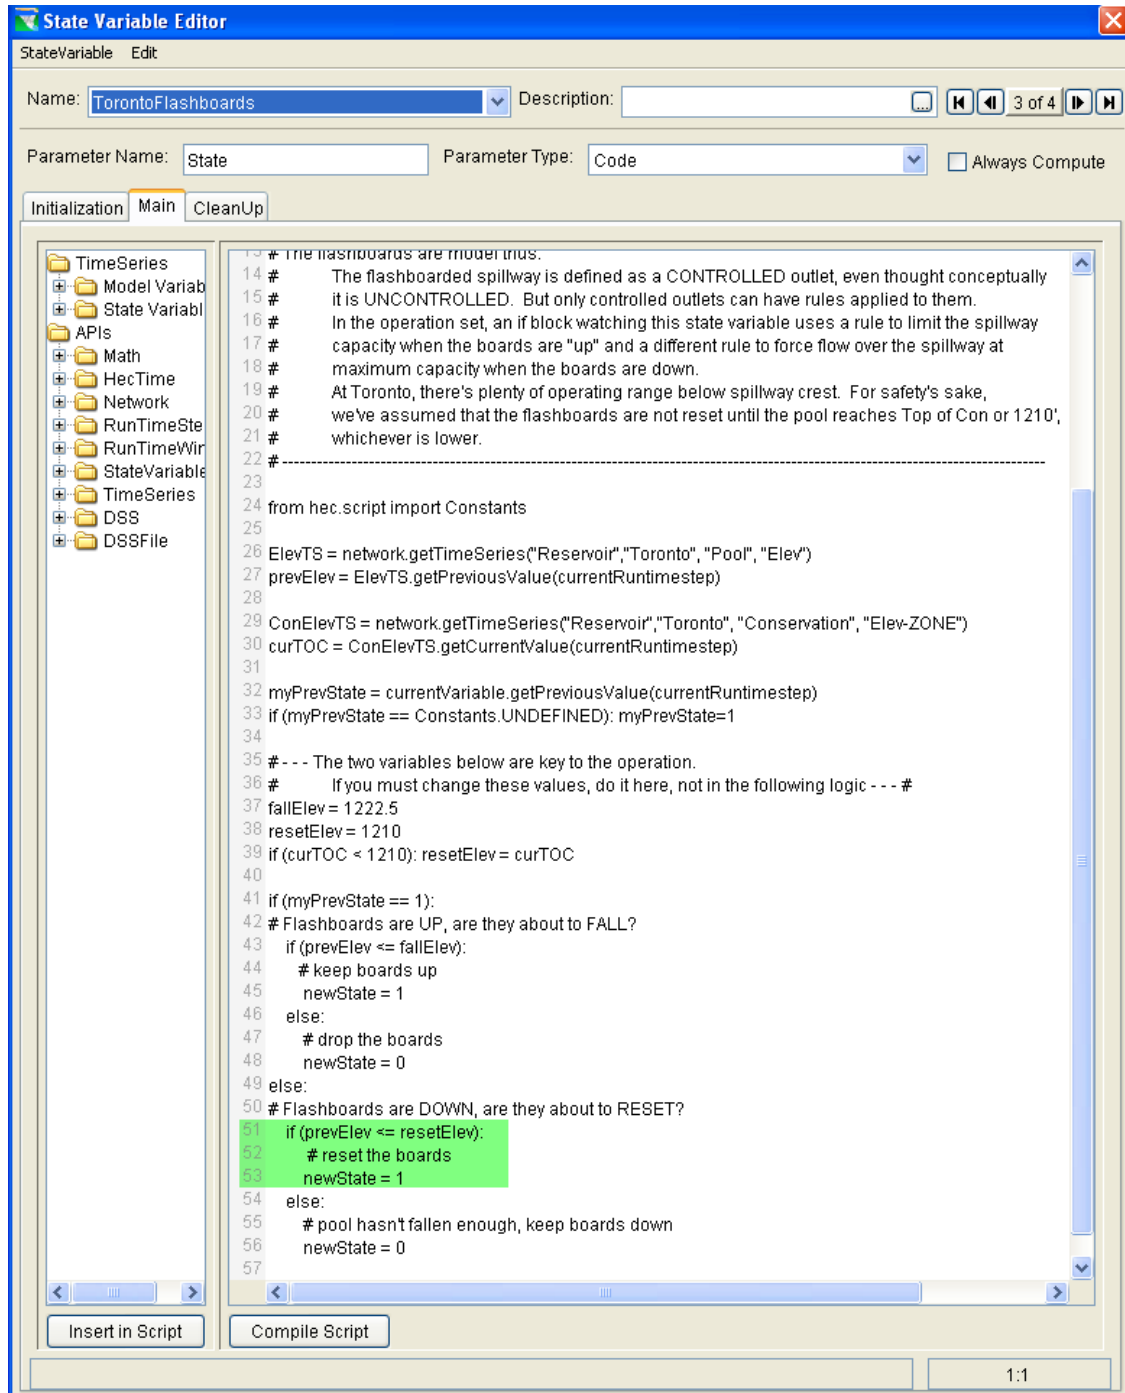 State Variable Editor
StateVariable Edit
Name: TorontoFlashboards Description: ... 3 of 4
Parameter Name: State Parameter Type: Code Always Compute
Initialization Main CleanUp
TimeSeries
Model Variab
State Variabl
APIs
Math
HecTime
Network
RunTimeSte
RunTimeWir
StateVariable
TimeSeries
DSS
DSSFile
13 # The flashboards are model thus:
14 # The flashboarded spillway is defined as a CONTROLLED outlet, even thought conceptually
15 # it is UNCONTROLLED. But only controlled outlets can have rules applied to them.
16 # In the operation set, an if block watching this state variable uses a rule to limit the spillway
17 # capacity when the boards are "up" and a different rule to force flow over the spillway at
18 # maximum capacity when the boards are down.
19 # At Toronto, there's plenty of operating range below spillway crest. For safety's sake,
20 # we've assumed that the flashboards are not reset until the pool reaches Top of Con or 1210',
21 # whichever is lower.
22 #-----------------------------------------------------------------------------------------------
23
24 from hec.script import Constants
25
26 ElevTS = network.getTimeSeries("Reservoir","Toronto", "Pool", "Elev")
27 prevElev = ElevTS.getPreviousValue(currentRuntimestep)
28
29 ConElevTS = network.getTimeSeries("Reservoir","Toronto", "Conservation", "Elev-ZONE")
30 curTOC = ConElevTS.getCurrentValue(currentRuntimestep)
31
32 myPrevState = currentVariable.getPreviousValue(currentRuntimestep)
33 if (myPrevState == Constants.UNDEFINED): myPrevState=1
34
35 #- - - The two variables below are key to the operation.
36 # If you must change these values, do it here, not in the following logic - - - #
37 fallElev = 1222.5
38 resetElev = 1210
39 if (curTOC < 1210): resetElev = curTOC
40
41 if (myPrevState == 1):
42 # Flashboards are UP, are they about to FALL?
43 if (prevElev <= fallElev):
44 # keep boards up
45 newState = 1
46 else:
47 # drop the boards
48 newState = 0
49 else:
50 # Flashboards are DOWN, are they about to RESET?
51 if (prevElev <= resetElev):
52 # reset the boards
53 newState = 1
54 else:
55 # pool hasn't fallen enough, keep boards down
56 newState = 0
57
Insert in Script Compile Script
1:1